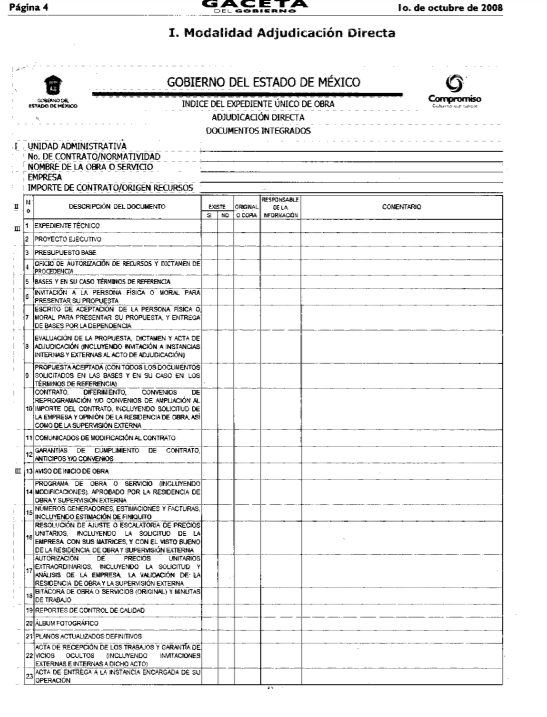 Página 4
GACETA
DEL GOBIERNO
1o. de octubre de 2008
I. Modalidad Adjudicación Directa
GOBIERNO DEL
ESTADO DE MÉXICO
GOBIERNO DEL ESTADO DE MÉXICO
Compromiso
INDICE DEL EXPEDIENTE ÚNICO DE OBRA
ADJUDICACIÓN DIRECTA
DOCUMENTOS INTEGRADOS
I UNIDAD ADMINISTRATIVA
No. DE CONTRATO/NORMATIVIDAD
NOMBRE DE LA OBRA O SERVICIO
EMPRESA
IMPORTE DE CONTRATO/ORIGEN RECURSOS
II No DESCRIPCIÓN DEL DOCUMENTO EXISTE SI NO ORIGINAL O COPIA RESPONSABLE DE LA INFORMACIÓN COMENTARIO
III 1 EXPEDIENTE TÉCNICO
2 PROYECTO EJECUTIVO
3 PRESUPUESTO BASE
4 OFICIO DE AUTORIZACIÓN DE RECURSOS Y DICTAMEN DE
PROCEDENCIA
5 BASES Y EN SU CASO TÉRMINOS DE REFERENCIA
6 INVITACIÓN A LA PERSONA FÍSICA O MORAL PARA
PRESENTAR SU PROPUESTA
7 ESCRITO DE ACEPTACIÓN DE LA PERSONA FÍSICA O
MORAL PARA PRESENTAR SU PROPUESTA, Y ENTREGA
DE BASES POR LA DEPENDENCIA
8 EVALUACIÓN DE LA PROPUESTA, DICTAMEN Y ACTA DE
ADJUDICACIÓN (INCLUYENDO INVITACIÓN A INSTANCIAS
INTERNAS Y EXTERNAS AL ACTO DE ADJUDICACIÓN)
9 PROPUESTA ACEPTADA (CON TODOS LOS DOCUMENTOS
SOLICITADOS EN LAS BASES Y EN SU CASO EN LOS
TÉRMINOS DE REFERENCIA)
10 CONTRATO, DIFERIMIENTO, CONVENIOS DE
REPROGRAMACIÓN Y/O CONVENIOS DE AMPLIACIÓN AL
IMPORTE DEL CONTRATO, INCLUYENDO SOLICITUD DE
LA EMPRESA Y OPINIÓN DE LA RESIDENCIA DE OBRA, ASÍ
COMO DE LA SUPERVISIÓN EXTERNA
11 COMUNICADOS DE MODIFICACIÓN AL CONTRATO
12 GARANTÍAS DE CUMPLIMIENTO DE CONTRATO,
ANTICIPOS Y/O CONVENIOS
III 13 AVISO DE INICIO DE OBRA
14 PROGRAMA DE OBRA O SERVICIO (INCLUYENDO
MODIFICACIONES), APROBADO POR LA RESIDENCIA DE
OBRA Y SUPERVISIÓN EXTERNA
15 NÚMEROS GENERADORES, ESTIMACIONES Y FACTURAS,
INCLUYENDO ESTIMACIÓN DE FINIQUITO
16 RESOLUCIÓN DE AJUSTE O ESCALATORIA DE PRECIOS
UNITARIOS, INCLUYENDO LA SOLICITUD DE LA
EMPRESA CON SUS MATRICES, Y CON EL VISTO BUENO
DE LA RESIDENCIA DE OBRA Y SUPERVISIÓN EXTERNA
17 AUTORIZACIÓN DE PRECIOS UNITARIOS
EXTRAORDINARIOS, INCLUYENDO LA SOLICITUD Y
ANÁLISIS DE LA EMPRESA, LA VALIDACIÓN DE LA
RESIDENCIA DE OBRA Y LA SUPERVISIÓN EXTERNA
18 BITÁCORA DE OBRA O SERVICIOS (ORIGINAL) Y MINUTAS
DE TRABAJO
19 REPORTES DE CONTROL DE CALIDAD
20 ÁLBUM FOTOGRÁFICO
21 PLANOS ACTUALIZADOS DEFINITIVOS
22 ACTA DE RECEPCIÓN DE LOS TRABAJOS Y GARANTÍA DE
VICIOS OCULTOS (INCLUYENDO INVITACIONES
EXTERNAS E INTERNAS A DICHO ACTO)
23 ACTA DE ENTREGA A LA INSTANCIA ENCARGADA DE SU
OPERACIÓN